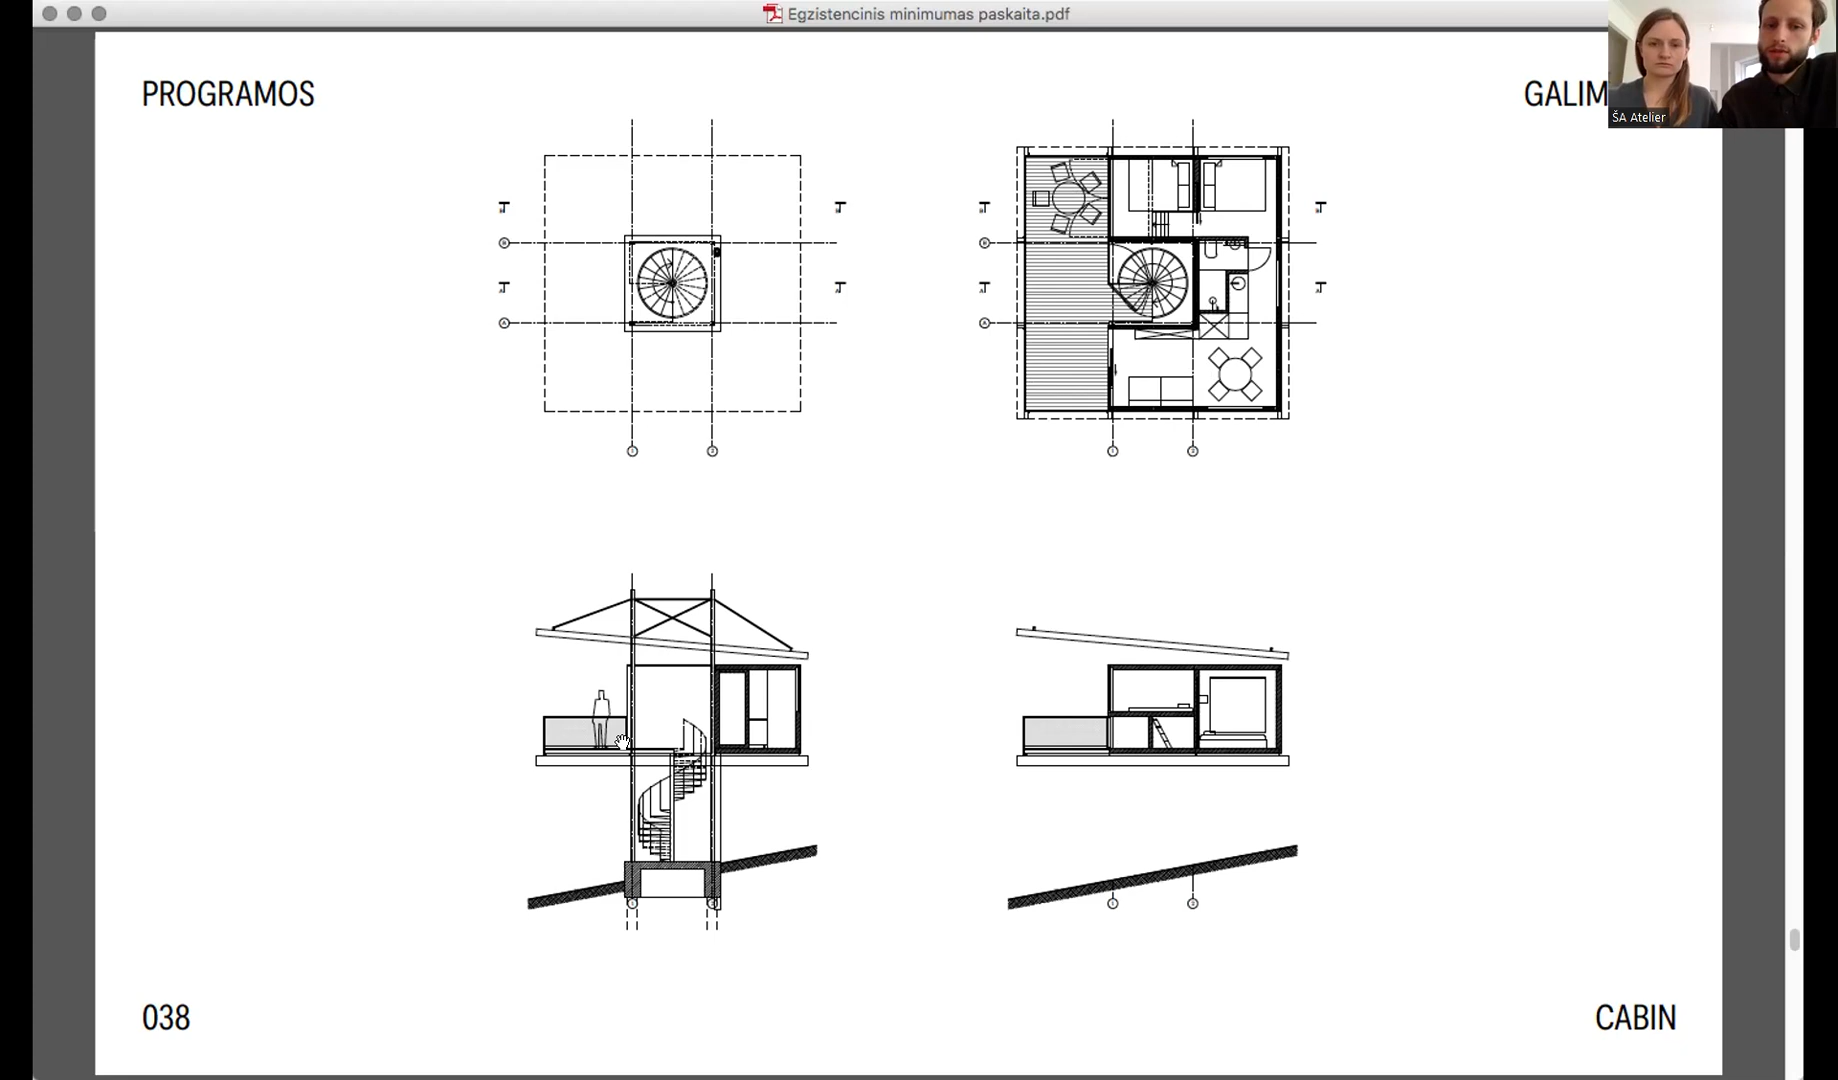 Egzistencinis minimumas paskaita.pdf
PROGRAMOS
GALIM
ŠA Atelier
038
CABIN